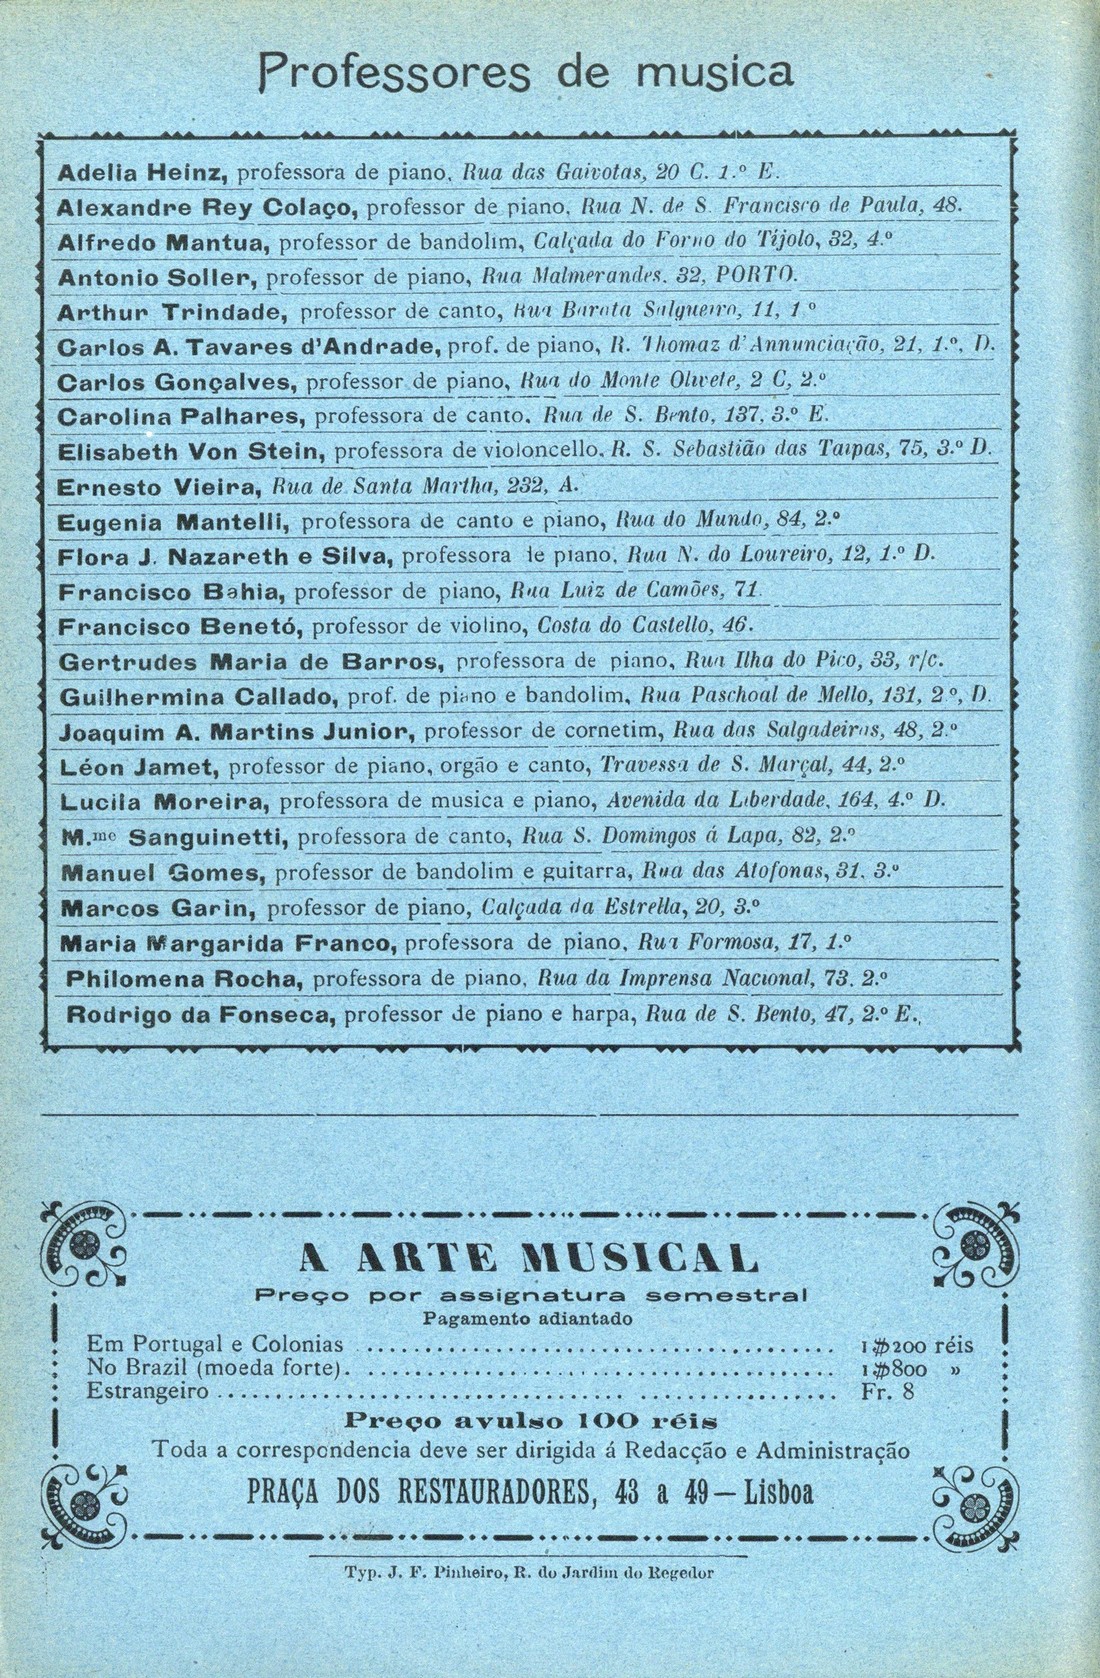 Professores de musica
Adelia Heinz, professora de piano, Rua das Gaivotas, 20 C. 1.º E.
Alexandre Rey Colaço, professor de piano, Rua N. de S. Francisco de Paula, 48.
Alfredo Mantua, professor de bandolim, Calçada do Forno do Tijolo, 32, 4.º
Antonio Soller, professor de piano, Rua Malmerandes, 32, PORTO.
Arthur Trindade, professor de canto, Rua Barata Salgueiro, 11, 1.º
Carlos A. Tavares d'Andrade, prof. de piano, R. Thomaz d'Annunciação, 21, 1.º, D.
Carlos Gonçalves, professor de piano, Rua do Monte Olivete, 2 C, 2.º
Carolina Palhares, professora de canto, Rua de S. Bento, 137, 3.º E.
Elisabeth Von Stein, professora de violoncello, R. S. Sebastião das Taipas, 75, 3.º D.
Ernesto Vieira, Rua de Santa Martha, 232, A.
Eugenia Mantelli, professora de canto e piano, Rua do Mundo, 84, 2.º
Flora J. Nazareth e Silva, professora de piano, Rua N. do Loureiro, 12, 1.º D.
Francisco Bahia, professor de piano, Rua Luiz de Camões, 71.
Francisco Benetó, professor de violino, Costa do Castello, 46.
Gertrudes Maria de Barros, professora de piano, Rua Ilha do Pico, 33, r/c.
Guilhermina Callado, prof. de piano e bandolim, Rua Paschoal de Mello, 131, 2º, D.
Joaquim A. Martins Junior, professor de cornetim, Rua das Salgadeiras, 48, 2.º
Léon Jamet, professor de piano, orgão e canto, Travessa de S. Marçal, 44, 2.º
Lucila Moreira, professora de musica e piano, Avenida da Liberdade, 164, 4.º D.
M.me Sanguinetti, professora de canto, Rua S. Domingos á Lapa, 82, 2.º
Manuel Gomes, professor de bandolim e guitarra, Rua das Atofonas, 31, 3.º
Marcos Garin, professor de piano, Calçada da Estrella, 20, 3.º
Maria Margarida Franco, professora de piano, Rua Formosa, 17, 1.º
Philomena Rocha, professora de piano, Rua da Imprensa Nacional, 73, 2.º
Rodrigo da Fonseca, professor de piano e harpa, Rua de S. Bento, 47, 2.º E.
A ARTE MUSICAL
Preço por assignatura semestral
Pagamento adiantado
Em Portugal e Colonias ........................................ 1$200 réis
No Brazil (moeda forte). ........................................ 1$800 »
Estrangeiro ........................................ Fr. 8
Preço avulso 100 réis
Toda a correspondencia deve ser dirigida á Redacção e Administração
PRAÇA DOS RESTAURADORES, 43 a 49 — Lisboa
Typ. J. F. Pinheiro, R. do Jardim do Regedor